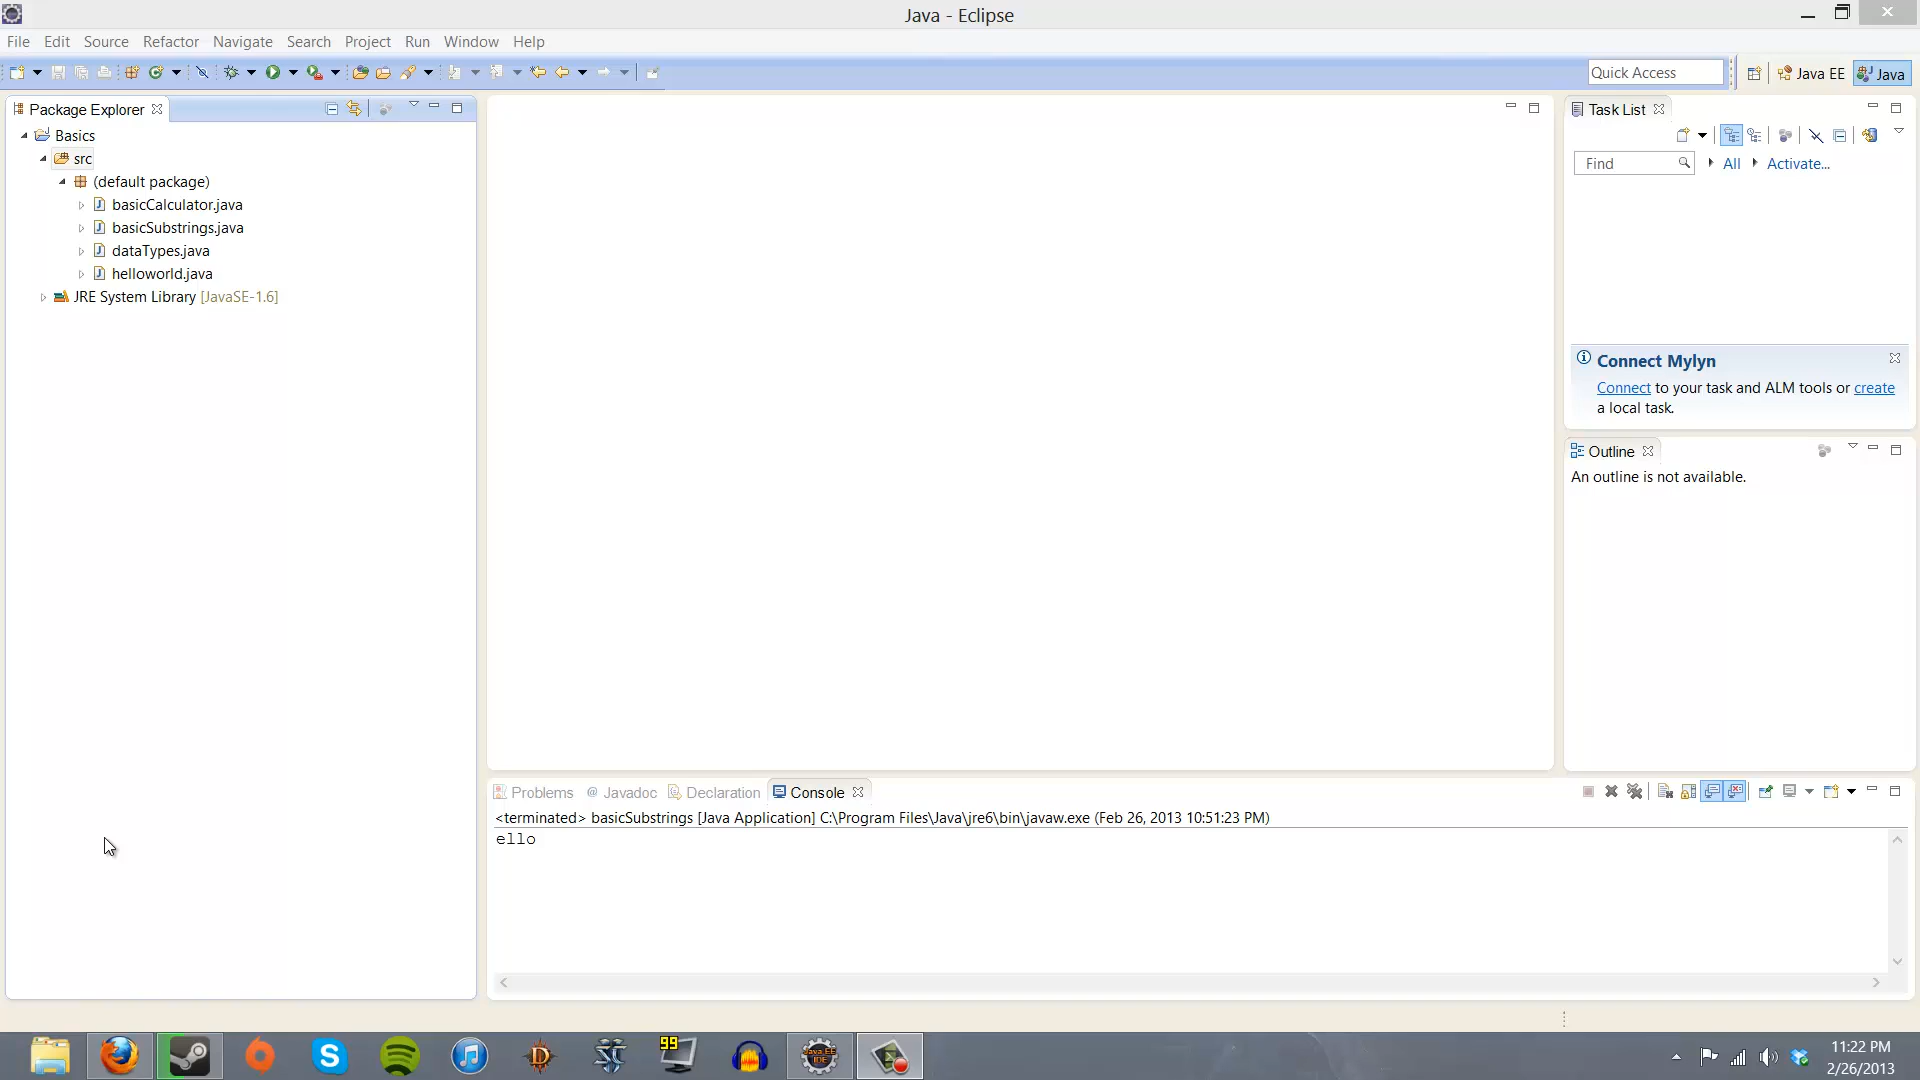 Java - Eclipse
File Edit Source Refactor Navigate Search Project Run Window Help
Quick Access
Java EE
Java
Package Explorer
Basics
src
(default package)
basicCalculator.java
basicSubstrings.java
dataTypes.java
helloworld.java
JRE System Library [JavaSE-1.6]
Task List
Find
All
Activate...
Connect Mylyn
Connect to your task and ALM tools or create
a local task.
Outline
An outline is not available.
Problems @ Javadoc Declaration Console
<terminated> basicSubstrings [Java Application] C:\Program Files\Java\jre6\bin\javaw.exe (Feb 26, 2013 10:51:23 PM)
ello
99
Java EE
IDE
11:22 PM
2/26/2013